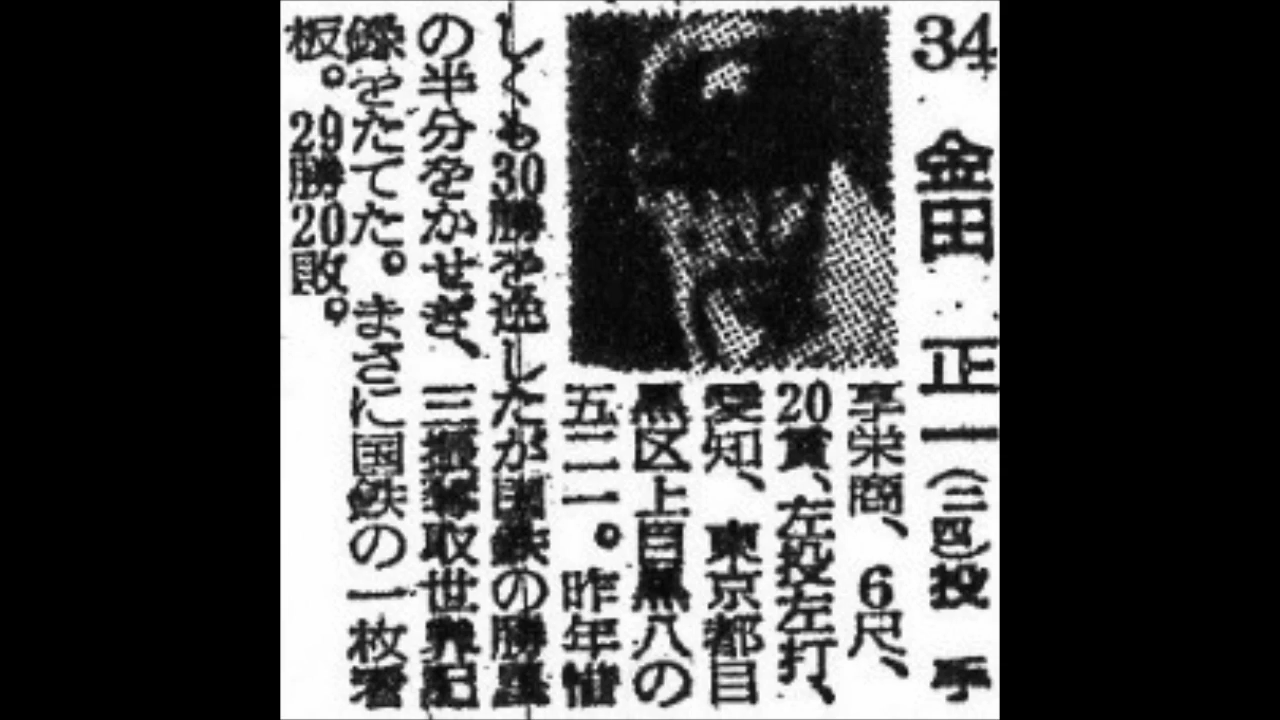 34 金田 正一(二四)投手
享栄商、6尺、
20貫、左投左打、
愛知、東京都目
黒区上目黒八の
五二一。昨年惜
しくも30勝を逸したが国鉄の勝星
の半分をかせぎ、三振奪取世界記
録をたてた。まさに国鉄の一枚看
板。29勝20敗。